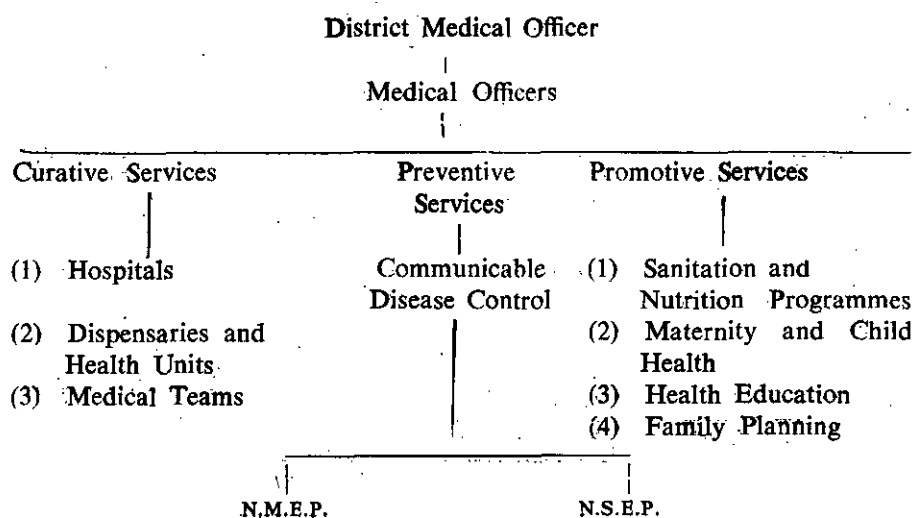 District Medical Officer
Medical Officers
Curative Services
Preventive
Services
Promotive Services
(1) Hospitals
(2) Dispensaries and
Health Units
(3) Medical Teams
Communicable
Disease Control
(1) Sanitation and
Nutrition Programmes
(2) Maternity and Child
Health
(3) Health Education
(4) Family Planning
N.M.E.P.
N.S.E.P.